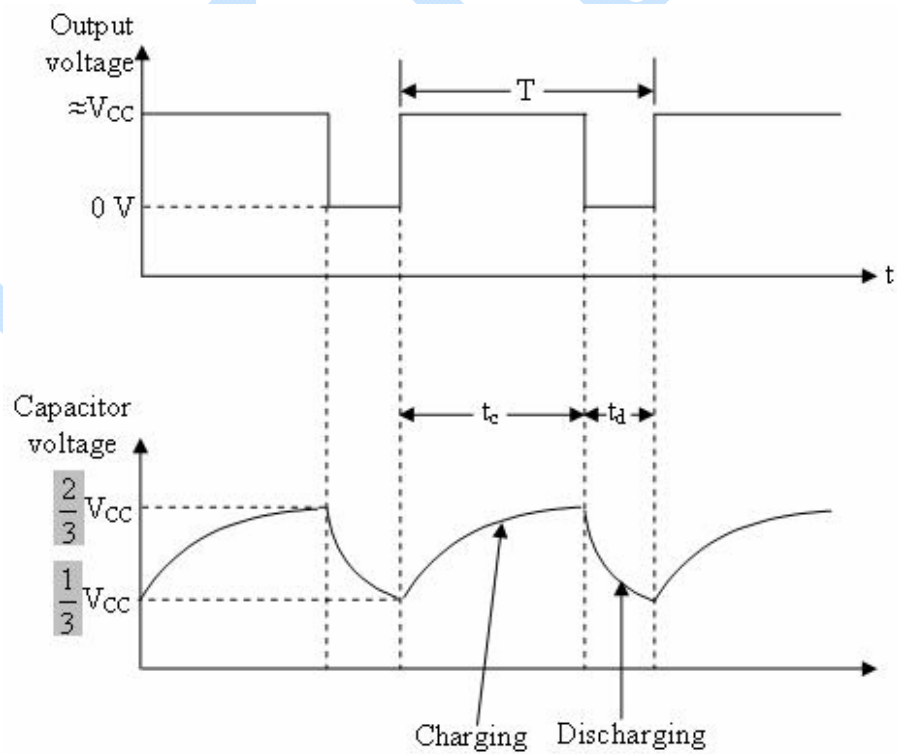 Output
voltage
≈VCC
T
0 V
t
Capacitor
voltage
tc
td
2/3 VCC
1/3 VCC
Charging
Discharging